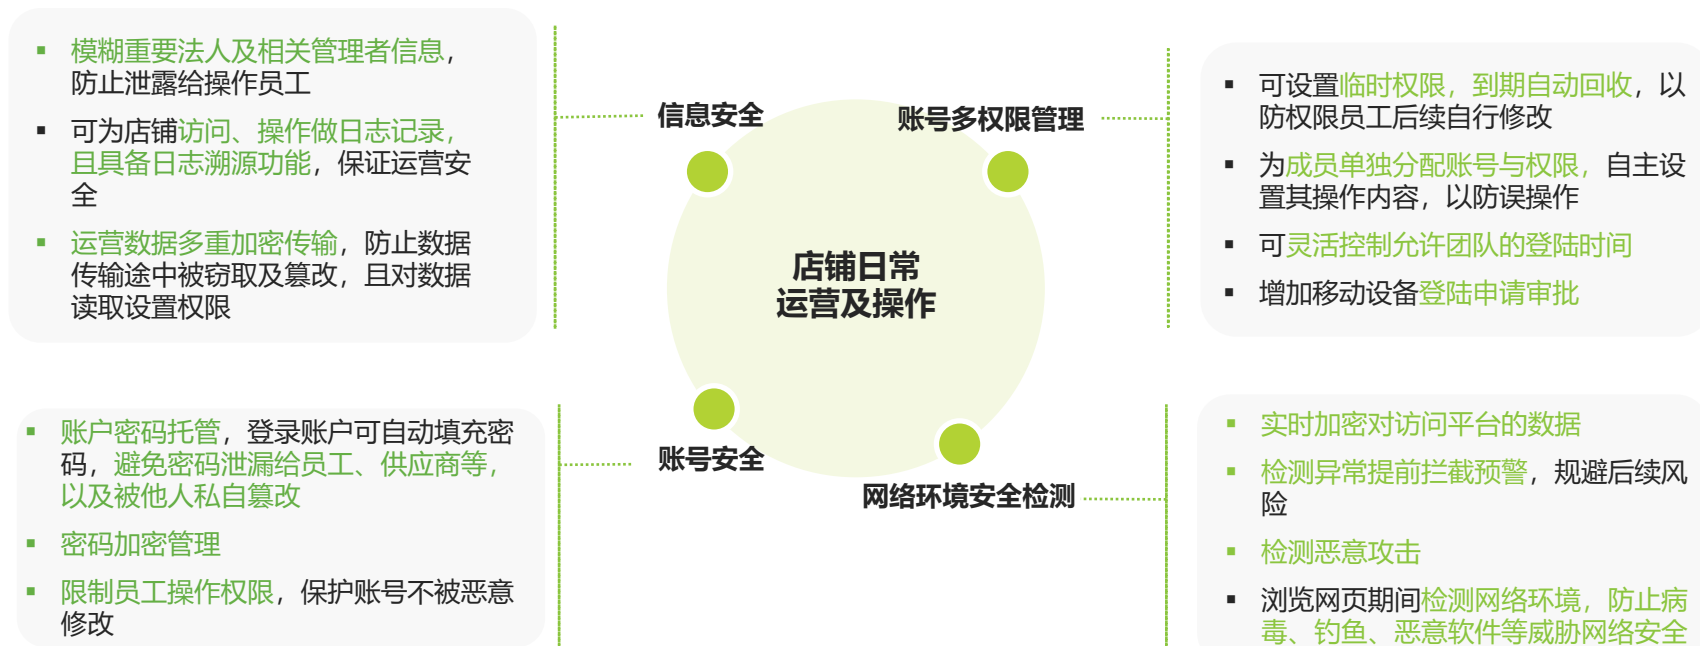 模糊重要法人及相关管理者信息，
防止泄露给操作员工
可为店铺访问、操作做日志记录，
且具备日志溯源功能，保证运营安
全
运营数据多重加密传输，防止数据
传输途中被窃取及篡改，且对数据
读取设置权限
信息安全
账号多权限管理
可设置临时权限，到期自动回收，以
防权限员工后续自行修改
为成员单独分配账号与权限，自主设
置其操作内容，以防误操作
可灵活控制允许团队的登陆时间
增加移动设备登陆申请审批
店铺日常
运营及操作
账户密码托管，登录账户可自动填充密
码，避免密码泄漏给员工、供应商等，
以及被他人私自篡改
密码加密管理
限制员工操作权限，保护账号不被恶意
修改
账号安全
网络环境安全检测
实时加密对访问平台的数据
检测异常提前拦截预警，规避后续风
险
检测恶意攻击
浏览网页期间检测网络环境，防止病
毒、钓鱼、恶意软件等威胁网络安全